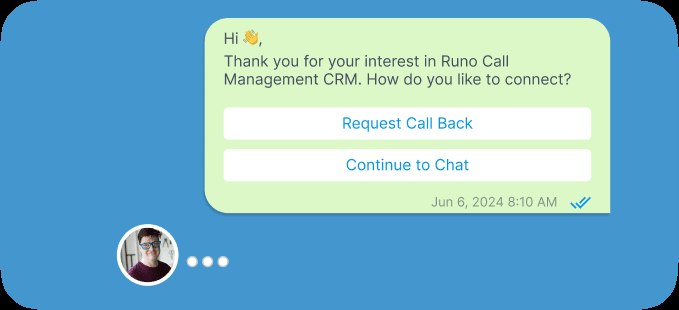 Hi 👋,
Thank you for your interest in Runo Call
Management CRM. How do you like to connect?
Request Call Back
Continue to Chat
Jun 6, 2024 8:10 AM